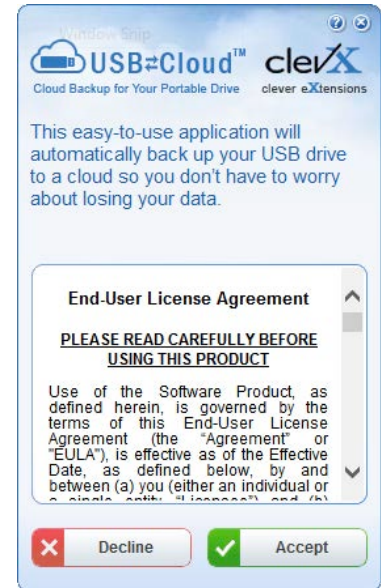 Window Snip
USB⇄Cloud™
Cloud Backup for Your Portable Drive
clevX
clever eXtensions
This easy-to-use application will
automatically back up your USB drive
to a cloud so you don't have to worry
about losing your data.
End-User License Agreement
PLEASE READ CAREFULLY BEFORE
USING THIS PRODUCT
Use of the Software Product, as
defined herein, is governed by the
terms of this End-User License
Agreement (the “Agreement” or
"EULA"), is effective as of the Effective
Date, as defined below, by and
between (a) you (either an individual or
a single entity “Licensee”) and (b)
Decline
Accept